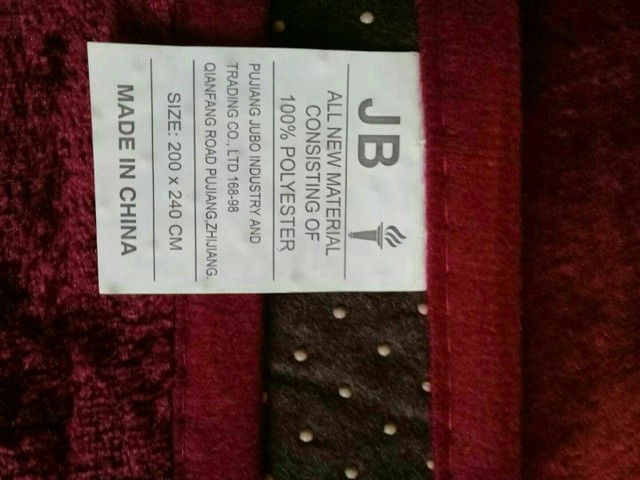 JB
ALL NEW MATERIAL
CONSISTING OF
100% POLYESTER
PUJIANG JUBO INDUSTRY AND
TRADING CO., LTD 168-98
QIANFANG ROAD PUJIANG,ZHIJIANG.
SIZE: 200 x 240 CM
MADE IN CHINA